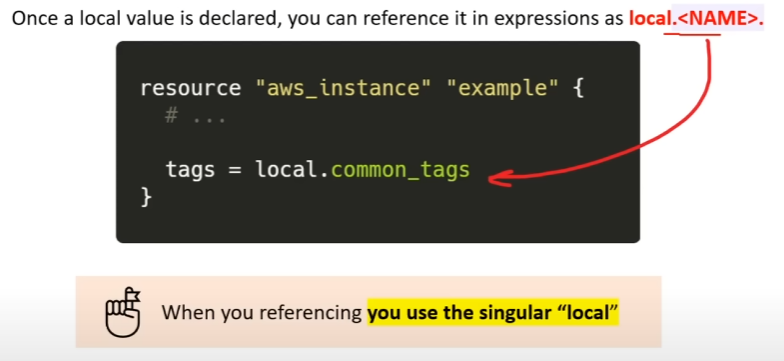 Once a local value is declared, you can reference it in expressions as local.<NAME>.
resource "aws_instance" "example" {
  # ...
  tags = local.common_tags
}
When you referencing you use the singular “local”